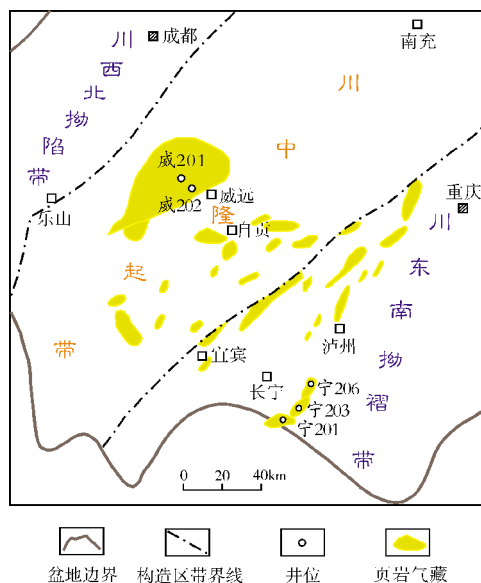 川西北拗陷带
成都
南充
川中隆起带
威201
威202
威远
自贡
乐山
重庆
川东南拗褶带
泸州
宜宾
长宁
宁206
宁203
宁201
0 20 40km
盆地边界
构造区带界线
井位
页岩气藏